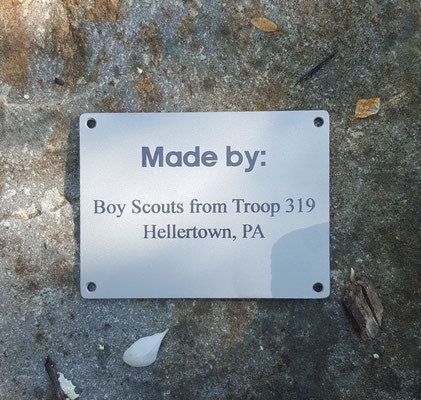 Made by:
Boy Scouts from Troop 319
Hellertown, PA